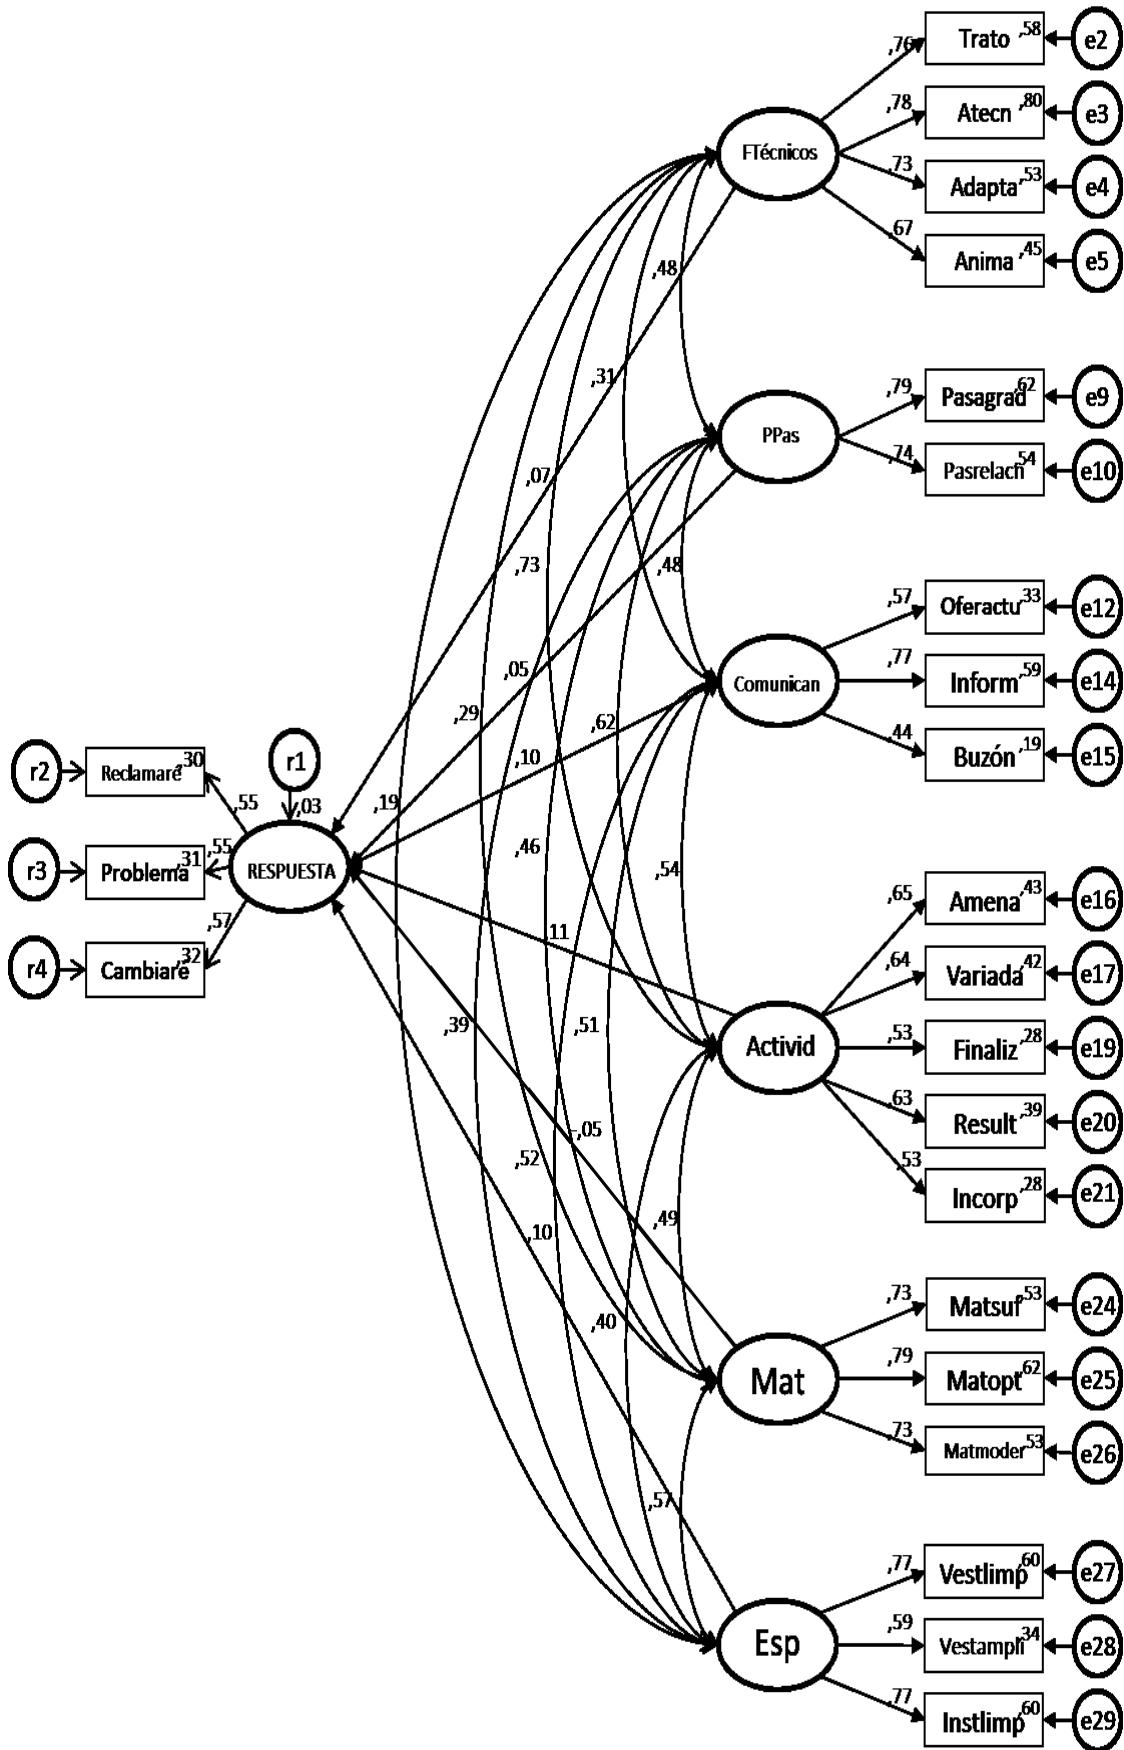 ,76
Trato ,58
e2
,78
Atecn ,80
e3
FTécnicos
,73
Adapta ,53
e4
,67
Anima ,45
e5
,48
,31
,79
Pasagrad ,62
e9
PPas
,74
Pasrelach ,54
e10
,07
,73
,48
,57
Oferactu ,33
e12
,05
,77
Comunican
Inform ,59
e14
,29
,62
,44
Buzón ,19
e15
,10
r2
Reclamaré ,30
r1
,55
,03
,19
r3
Problema ,31
,55
RESPUESTA
,46
,54
,65
Amena ,43
e16
,57
r4
Cambiaré ,32
11
,64
Variada ,42
e17
,39
,51
,53
Activid
Finaliz ,28
e19
,63
Result ,39
e20
-,05
,52
,53
Incorp ,28
e21
,10
,49
,73
Matsuf ,53
e24
,40
,79
Mat
Matopt ,62
e25
,73
Matmoder ,53
e26
,57
,77
Vestlimp ,60
e27
,59
Esp
Vestampli ,34
e28
,77
Instlimp ,60
e29